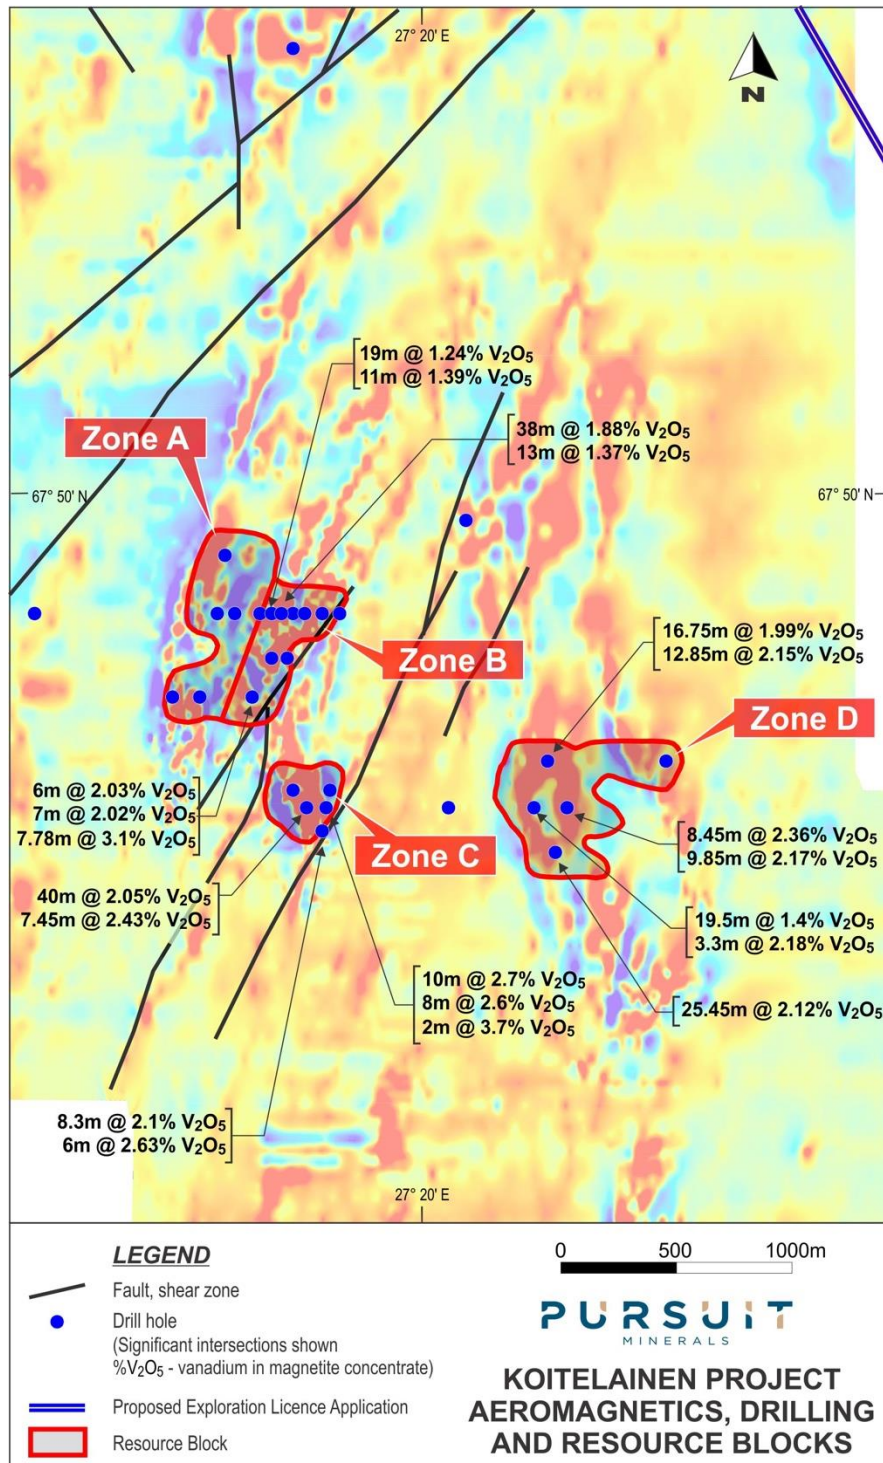 27° 20' E
N
19m @ 1.24% V₂O₅
11m @ 1.39% V₂O₅
Zone A
38m @ 1.88% V₂O₅
13m @ 1.37% V₂O₅
67° 50' N
67° 50' N
16.75m @ 1.99% V₂O₅
12.85m @ 2.15% V₂O₅
Zone B
Zone D
6m @ 2.03% V₂O₅
7m @ 2.02% V₂O₅
7.78m @ 3.1% V₂O₅
Zone C
8.45m @ 2.36% V₂O₅
9.85m @ 2.17% V₂O₅
40m @ 2.05% V₂O₅
7.45m @ 2.43% V₂O₅
19.5m @ 1.4% V₂O₅
3.3m @ 2.18% V₂O₅
10m @ 2.7% V₂O₅
8m @ 2.6% V₂O₅
2m @ 3.7% V₂O₅
25.45m @ 2.12% V₂O₅
8.3m @ 2.1% V₂O₅
6m @ 2.63% V₂O₅
27° 20' E
LEGEND
Fault, shear zone
Drill hole
(Significant intersections shown
%V₂O₅ - vanadium in magnetite concentrate)
Proposed Exploration Licence Application
Resource Block
0 500 1000m
PURSUIT
MINERALS
KOITELAINEN PROJECT
AEROMAGNETICS, DRILLING
AND RESOURCE BLOCKS